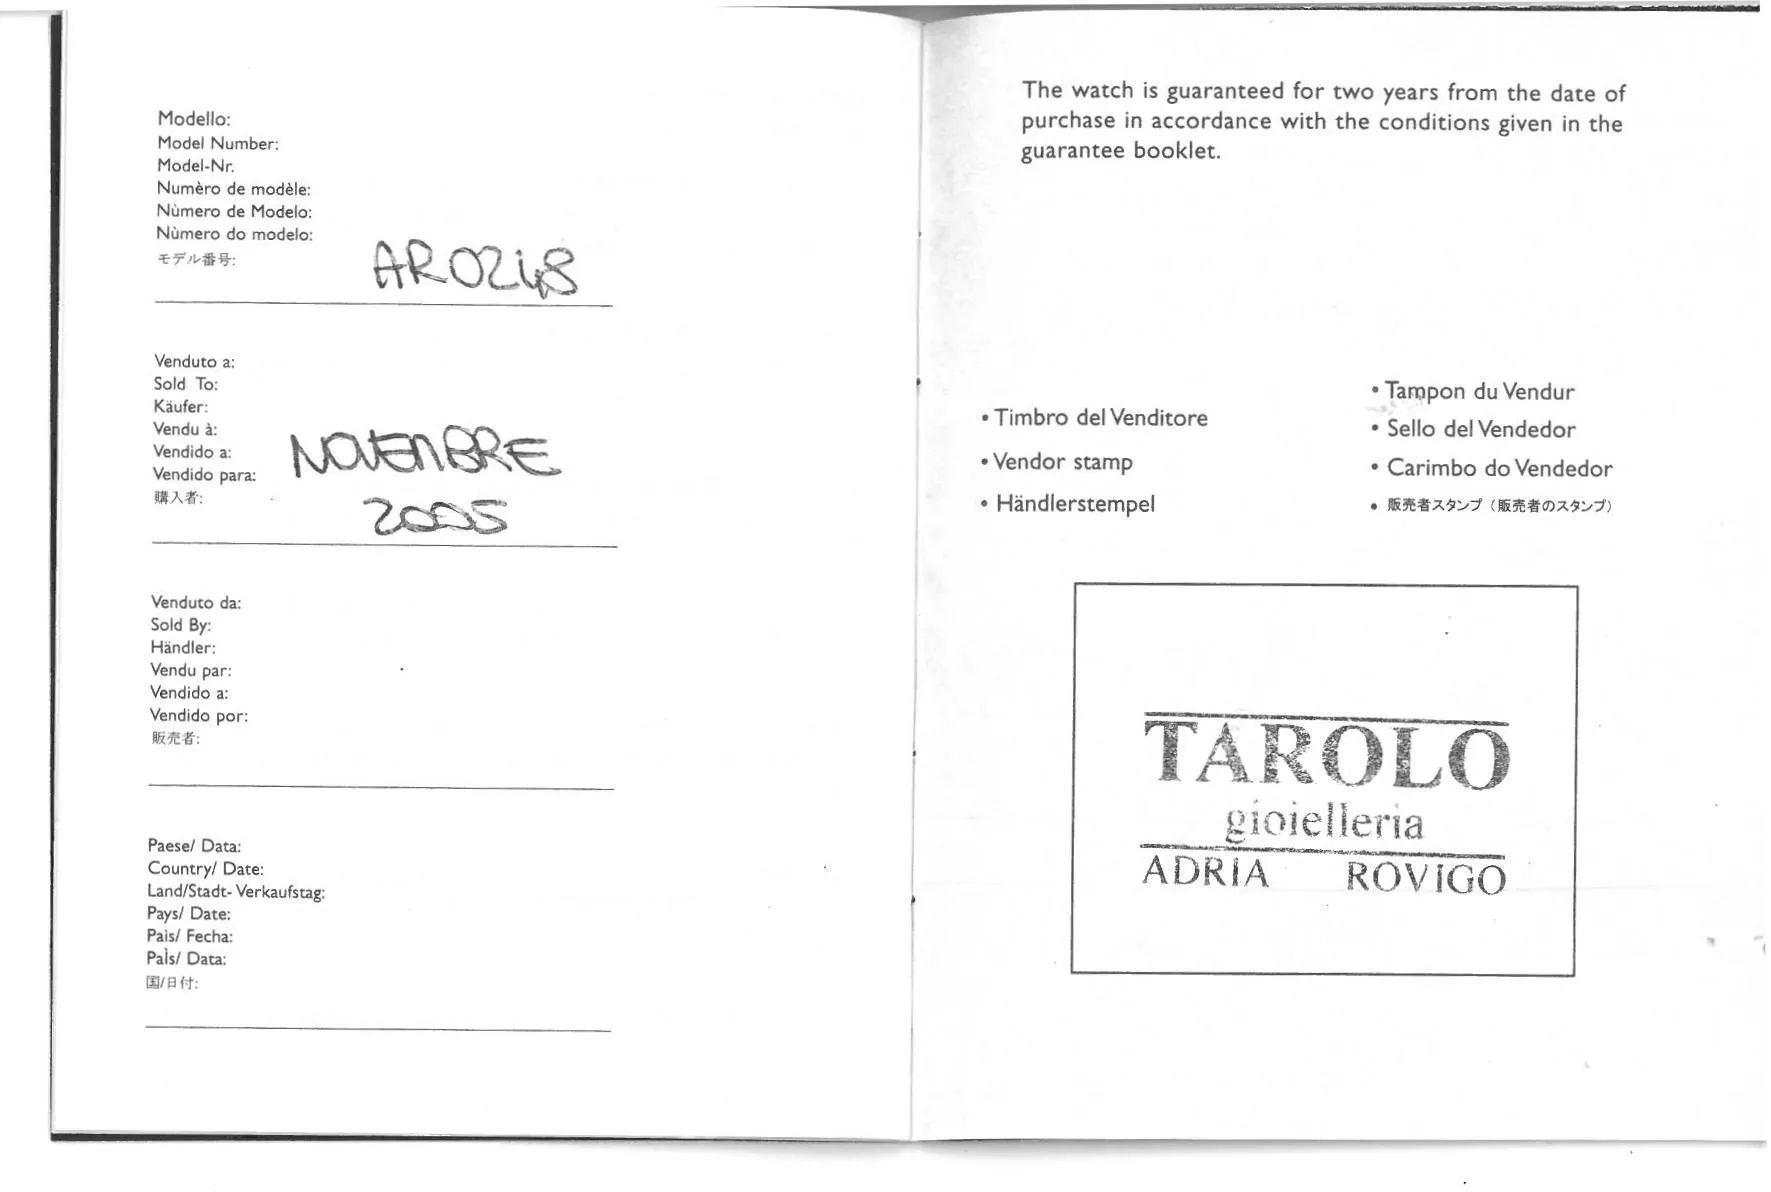 Modello:
Model Number:
Model-Nr.
Numèro de modèle:
Nùmero de Modelo:
Nùmero do modelo:
モデル番号:
AR0248
Venduto a:
Sold To:
Käufer:
Vendu à:
Vendido a:
Vendido para:
購入者:
NOVEMBRE
2005
Venduto da:
Sold By:
Händler:
Vendu par:
Vendido a:
Vendido por:
販売者:
Paese/ Data:
Country/ Date:
Land/Stadt- Verkaufstag:
Pays/ Date:
Pais/ Fecha:
Paìs/ Data:
国/日付:
The watch is guaranteed for two years from the date of
purchase in accordance with the conditions given in the
guarantee booklet.
• Timbro del Venditore
• Vendor stamp
• Händlerstempel
• Tampon du Vendur
• Sello del Vendedor
• Carimbo do Vendedor
• 販売者スタンプ (販売者のスタンプ)
TAROLO
gioielleria
ADRIA ROVIGO